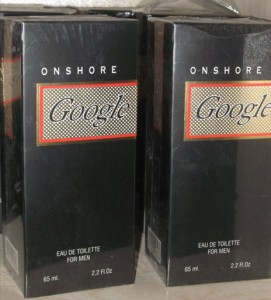 ONSHORE
Google
EAU DE TOILETTE
FOR MEN
65 ml. 2.2 Fl.Oz
ONSHORE
Google
EAU DE TOILETTE
FOR MEN
65 ml. 2.2 Fl.Oz